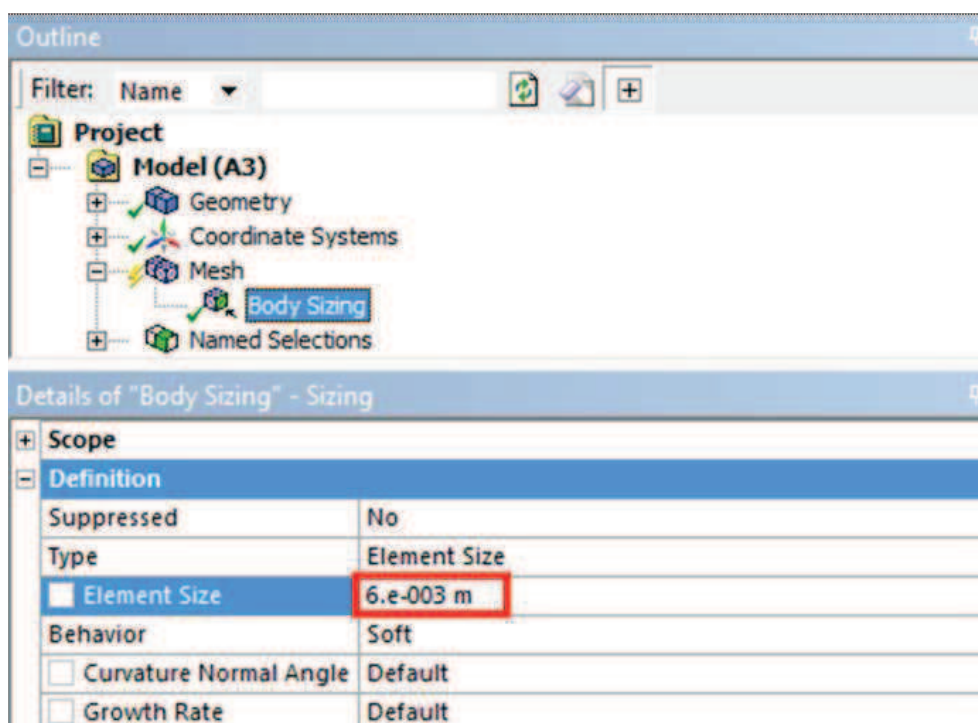 Outline
Filter: Name
Project
Model (A3)
Geometry
Coordinate Systems
Mesh
Body Sizing
Named Selections
Details of "Body Sizing" - Sizing
Scope
Definition
Suppressed No
Type Element Size
Element Size 6.e-003 m
Behavior Soft
Curvature Normal Angle Default
Growth Rate Default